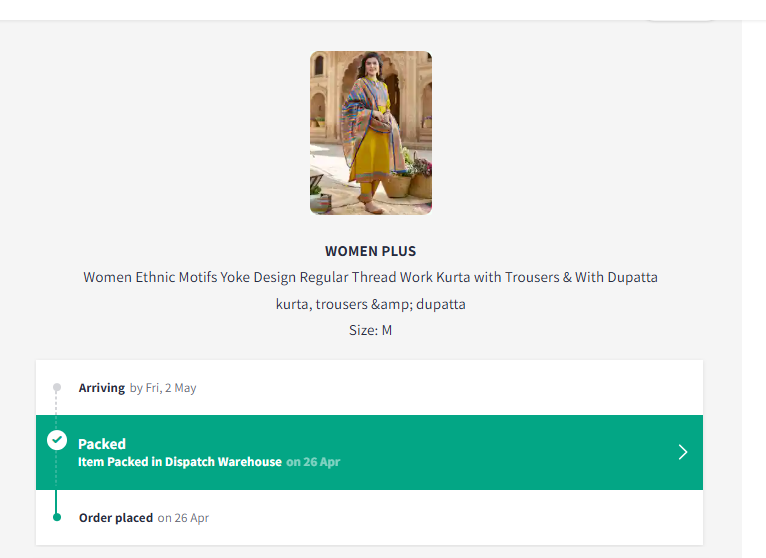 WOMEN PLUS
Women Ethnic Motifs Yoke Design Regular Thread Work Kurta with Trousers & With Dupatta
kurta, trousers &amp; dupatta
Size: M
Arriving by Fri, 2 May
Packed
Item Packed in Dispatch Warehouse on 26 Apr
Order placed on 26 Apr